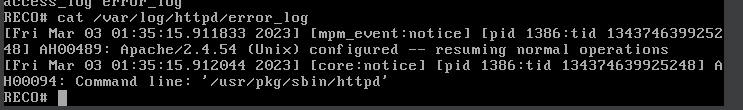 access_log error_log
RECO# cat /var/log/httpd/error_log
[Fri Mar 03 01:35:15.911833 2023] [mpm_event:notice] [pid 1386:tid 1343746399252
48] AH00489: Apache/2.4.54 (Unix) configured -- resuming normal operations
[Fri Mar 03 01:35:15.912044 2023] [core:notice] [pid 1386:tid 134374639925248] A
H00094: Command line: '/usr/pkg/sbin/httpd'
RECO#